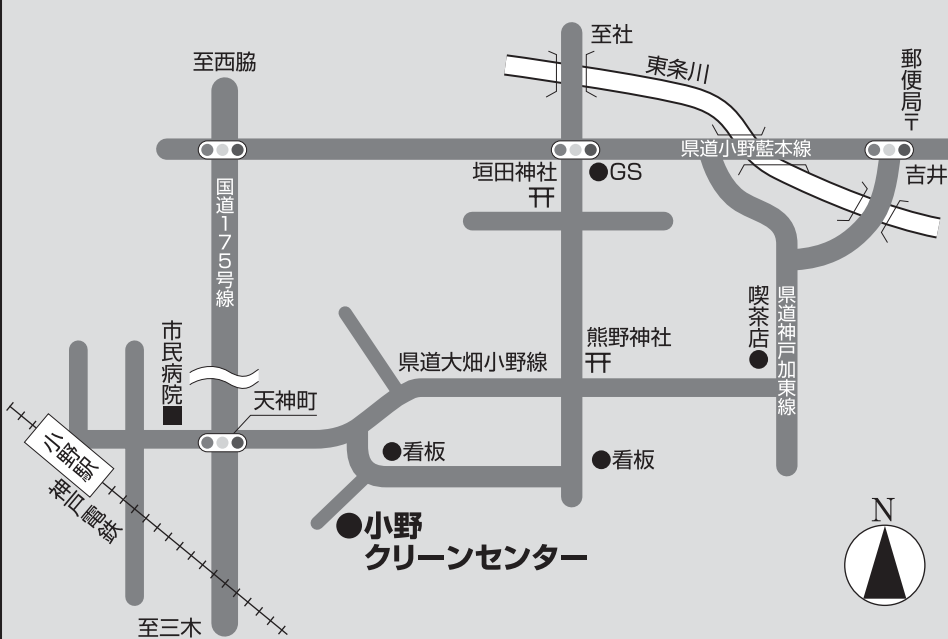 至社
至西脇
東条川
郵便局〒
県道小野藍本線
垣田神社
GS
吉井
国道175号線
喫茶店
県道神戸加東線
市民病院
熊野神社
県道大畑小野線
天神町
小野駅
神戸電鉄
看板
看板
小野
クリーンセンター
N
至三木